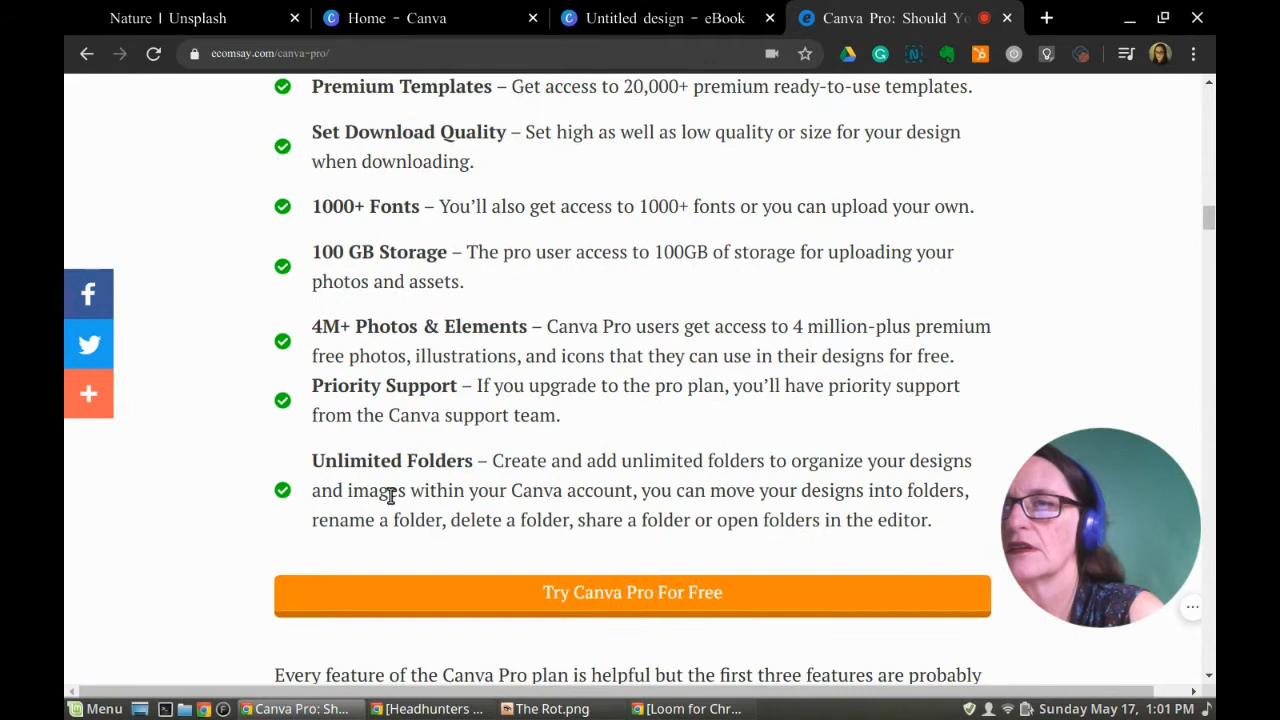 Nature | Unsplash
Home - Canva
Untitled design - eBook
Canva Pro: Should Yo
ecomsay.com/canva-pro/
Premium Templates – Get access to 20,000+ premium ready-to-use templates.
Set Download Quality – Set high as well as low quality or size for your design
when downloading.
1000+ Fonts – You'll also get access to 1000+ fonts or you can upload your own.
100 GB Storage – The pro user access to 100GB of storage for uploading your
photos and assets.
4M+ Photos & Elements – Canva Pro users get access to 4 million-plus premium
free photos, illustrations, and icons that they can use in their designs for free.
Priority Support – If you upgrade to the pro plan, you'll have priority support
from the Canva support team.
Unlimited Folders – Create and add unlimited folders to organize your designs
and images within your Canva account, you can move your designs into folders,
rename a folder, delete a folder, share a folder or open folders in the editor.
Try Canva Pro For Free
Every feature of the Canva Pro plan is helpful but the first three features are probably
Menu
Canva Pro: Sh...
[Headhunters ...
The Rot.png
[Loom for Chr...
Sunday May 17, 1:01 PM